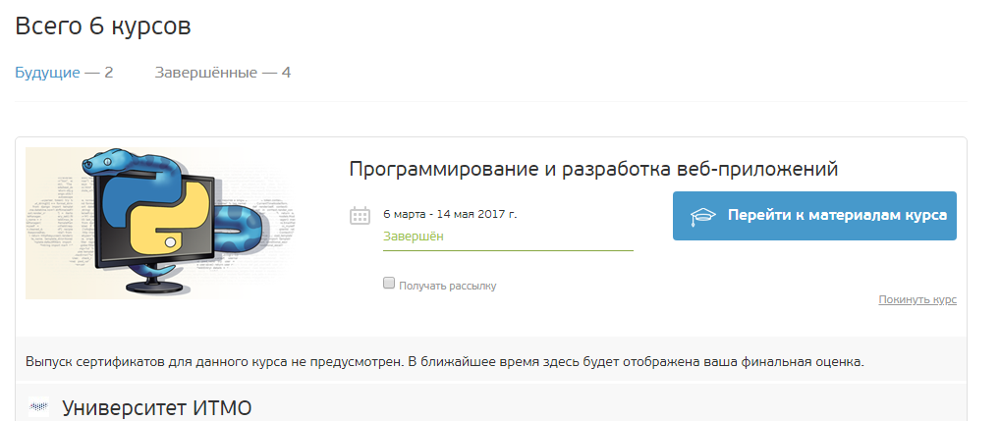 Всего 6 курсов
Будущие — 2 Завершённые — 4
Программирование и разработка веб-приложений
6 марта - 14 мая 2017 г.
Завершён
Перейти к материалам курса
Получать рассылку
Покинуть курс
Выпуск сертификатов для данного курса не предусмотрен. В ближайшее время здесь будет отображена ваша финальная оценка.
Университет ИТМО